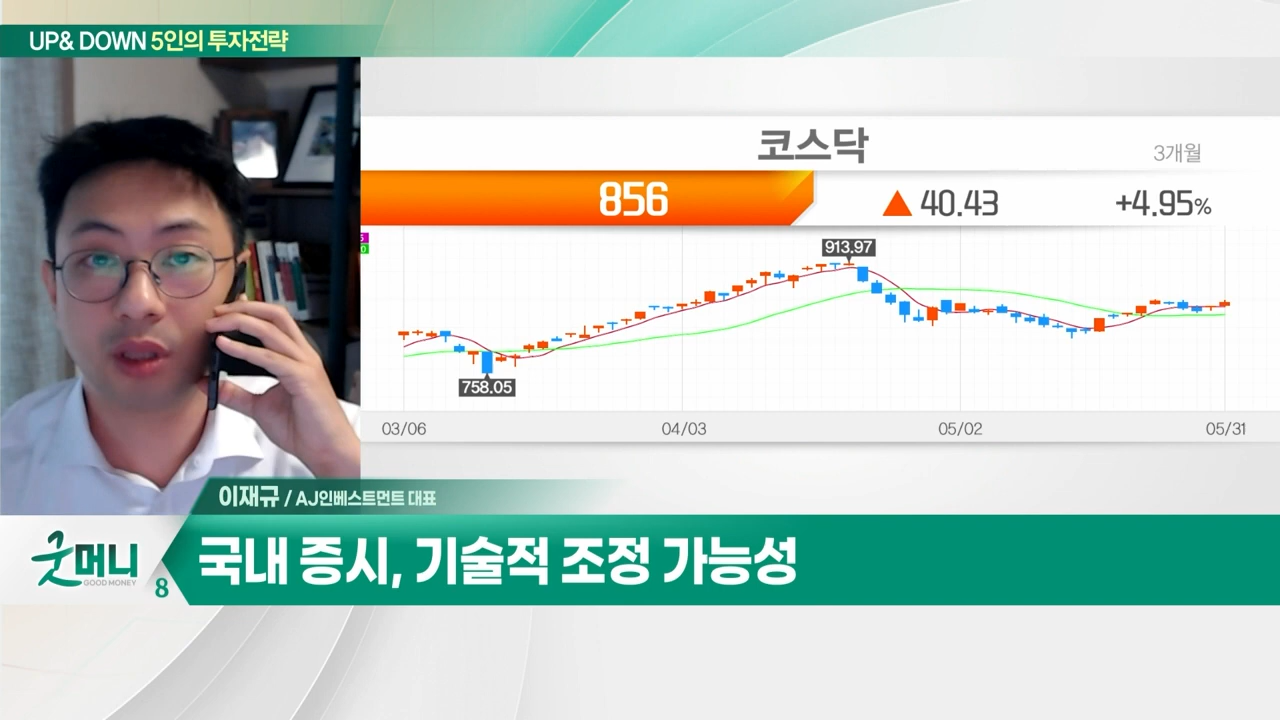 UP& DOWN 5인의 투자전략
코스닥
3개월
856
▲ 40.43
+4.95%
913.97
758.05
03/06
04/03
05/02
05/31
이재규 / AJ인베스트먼트 대표
굿머니
GOOD MONEY
8
국내 증시, 기술적 조정 가능성